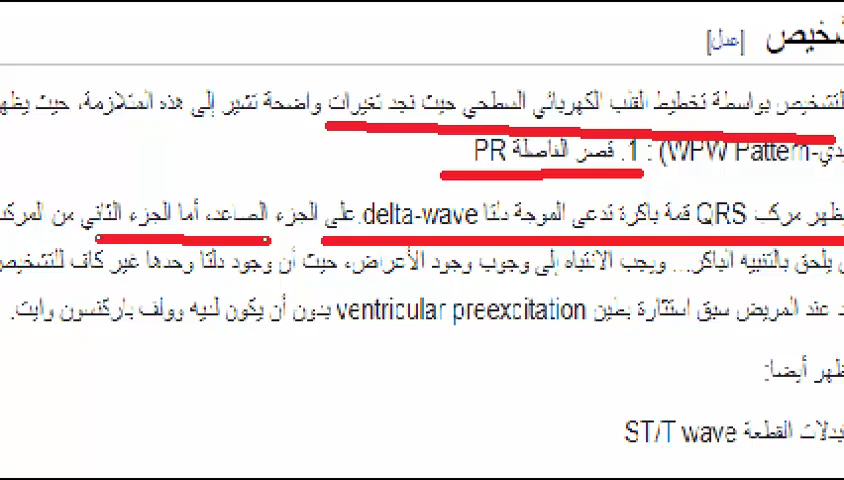 [عدل]
التشخيص بواسطة تخطيط القلب الكهربائي السطحي حيث نجد تغيرات واضحة تشير إلى هذه المتلازمة، حيث يظهر
(WPW Pattern) : 1. قصر الفاصلة PR
يظهر مركب QRS قمة باكرة تدعى الموجة دلتا delta-wave.على الجزء الصاعد، أما الجزء الثاني من المركب
يلحق بالتنبيه الباكر... ويجب الانتباه إلى وجوب وجود الأعراض، حيث أن وجود دلتا وحدها غير كاف للتشخيص
عند المريض سبق استثارة بطين ventricular preexcitation بدون أن يكون لديه وولف باركنسون وايت.
أيضا:
القطعة ST/T wave